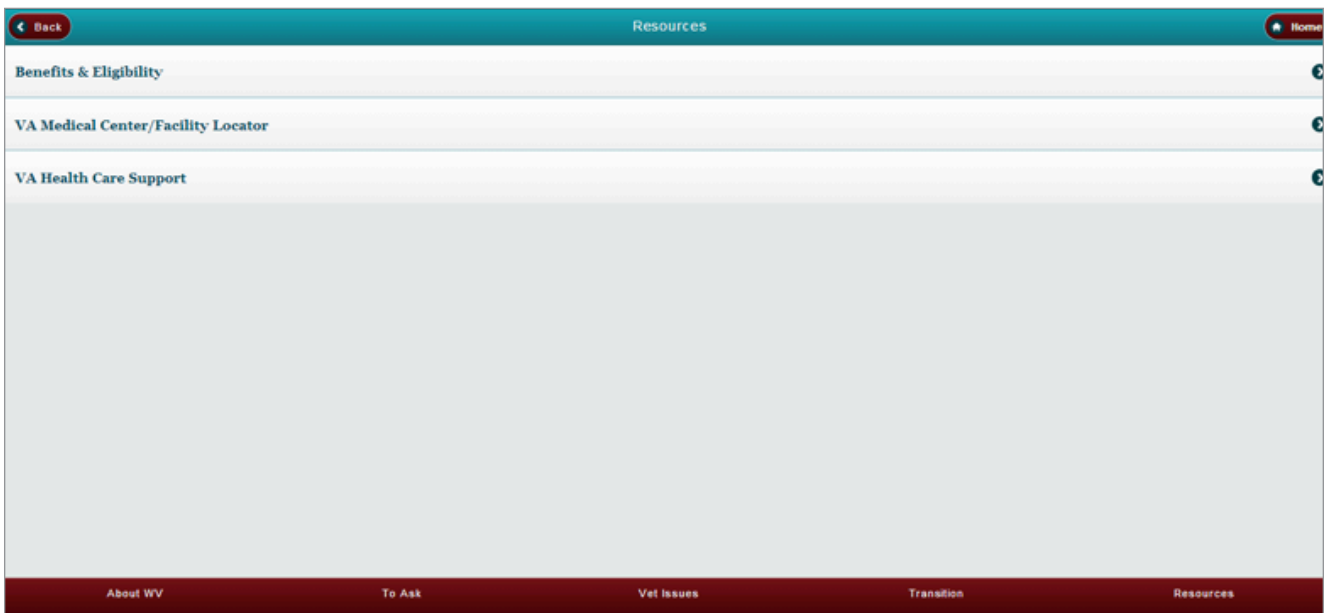 Back Resources Home
Benefits & Eligibility
VA Medical Center/Facility Locator
VA Health Care Support
About WV To Ask Vet Issues Transition Resources